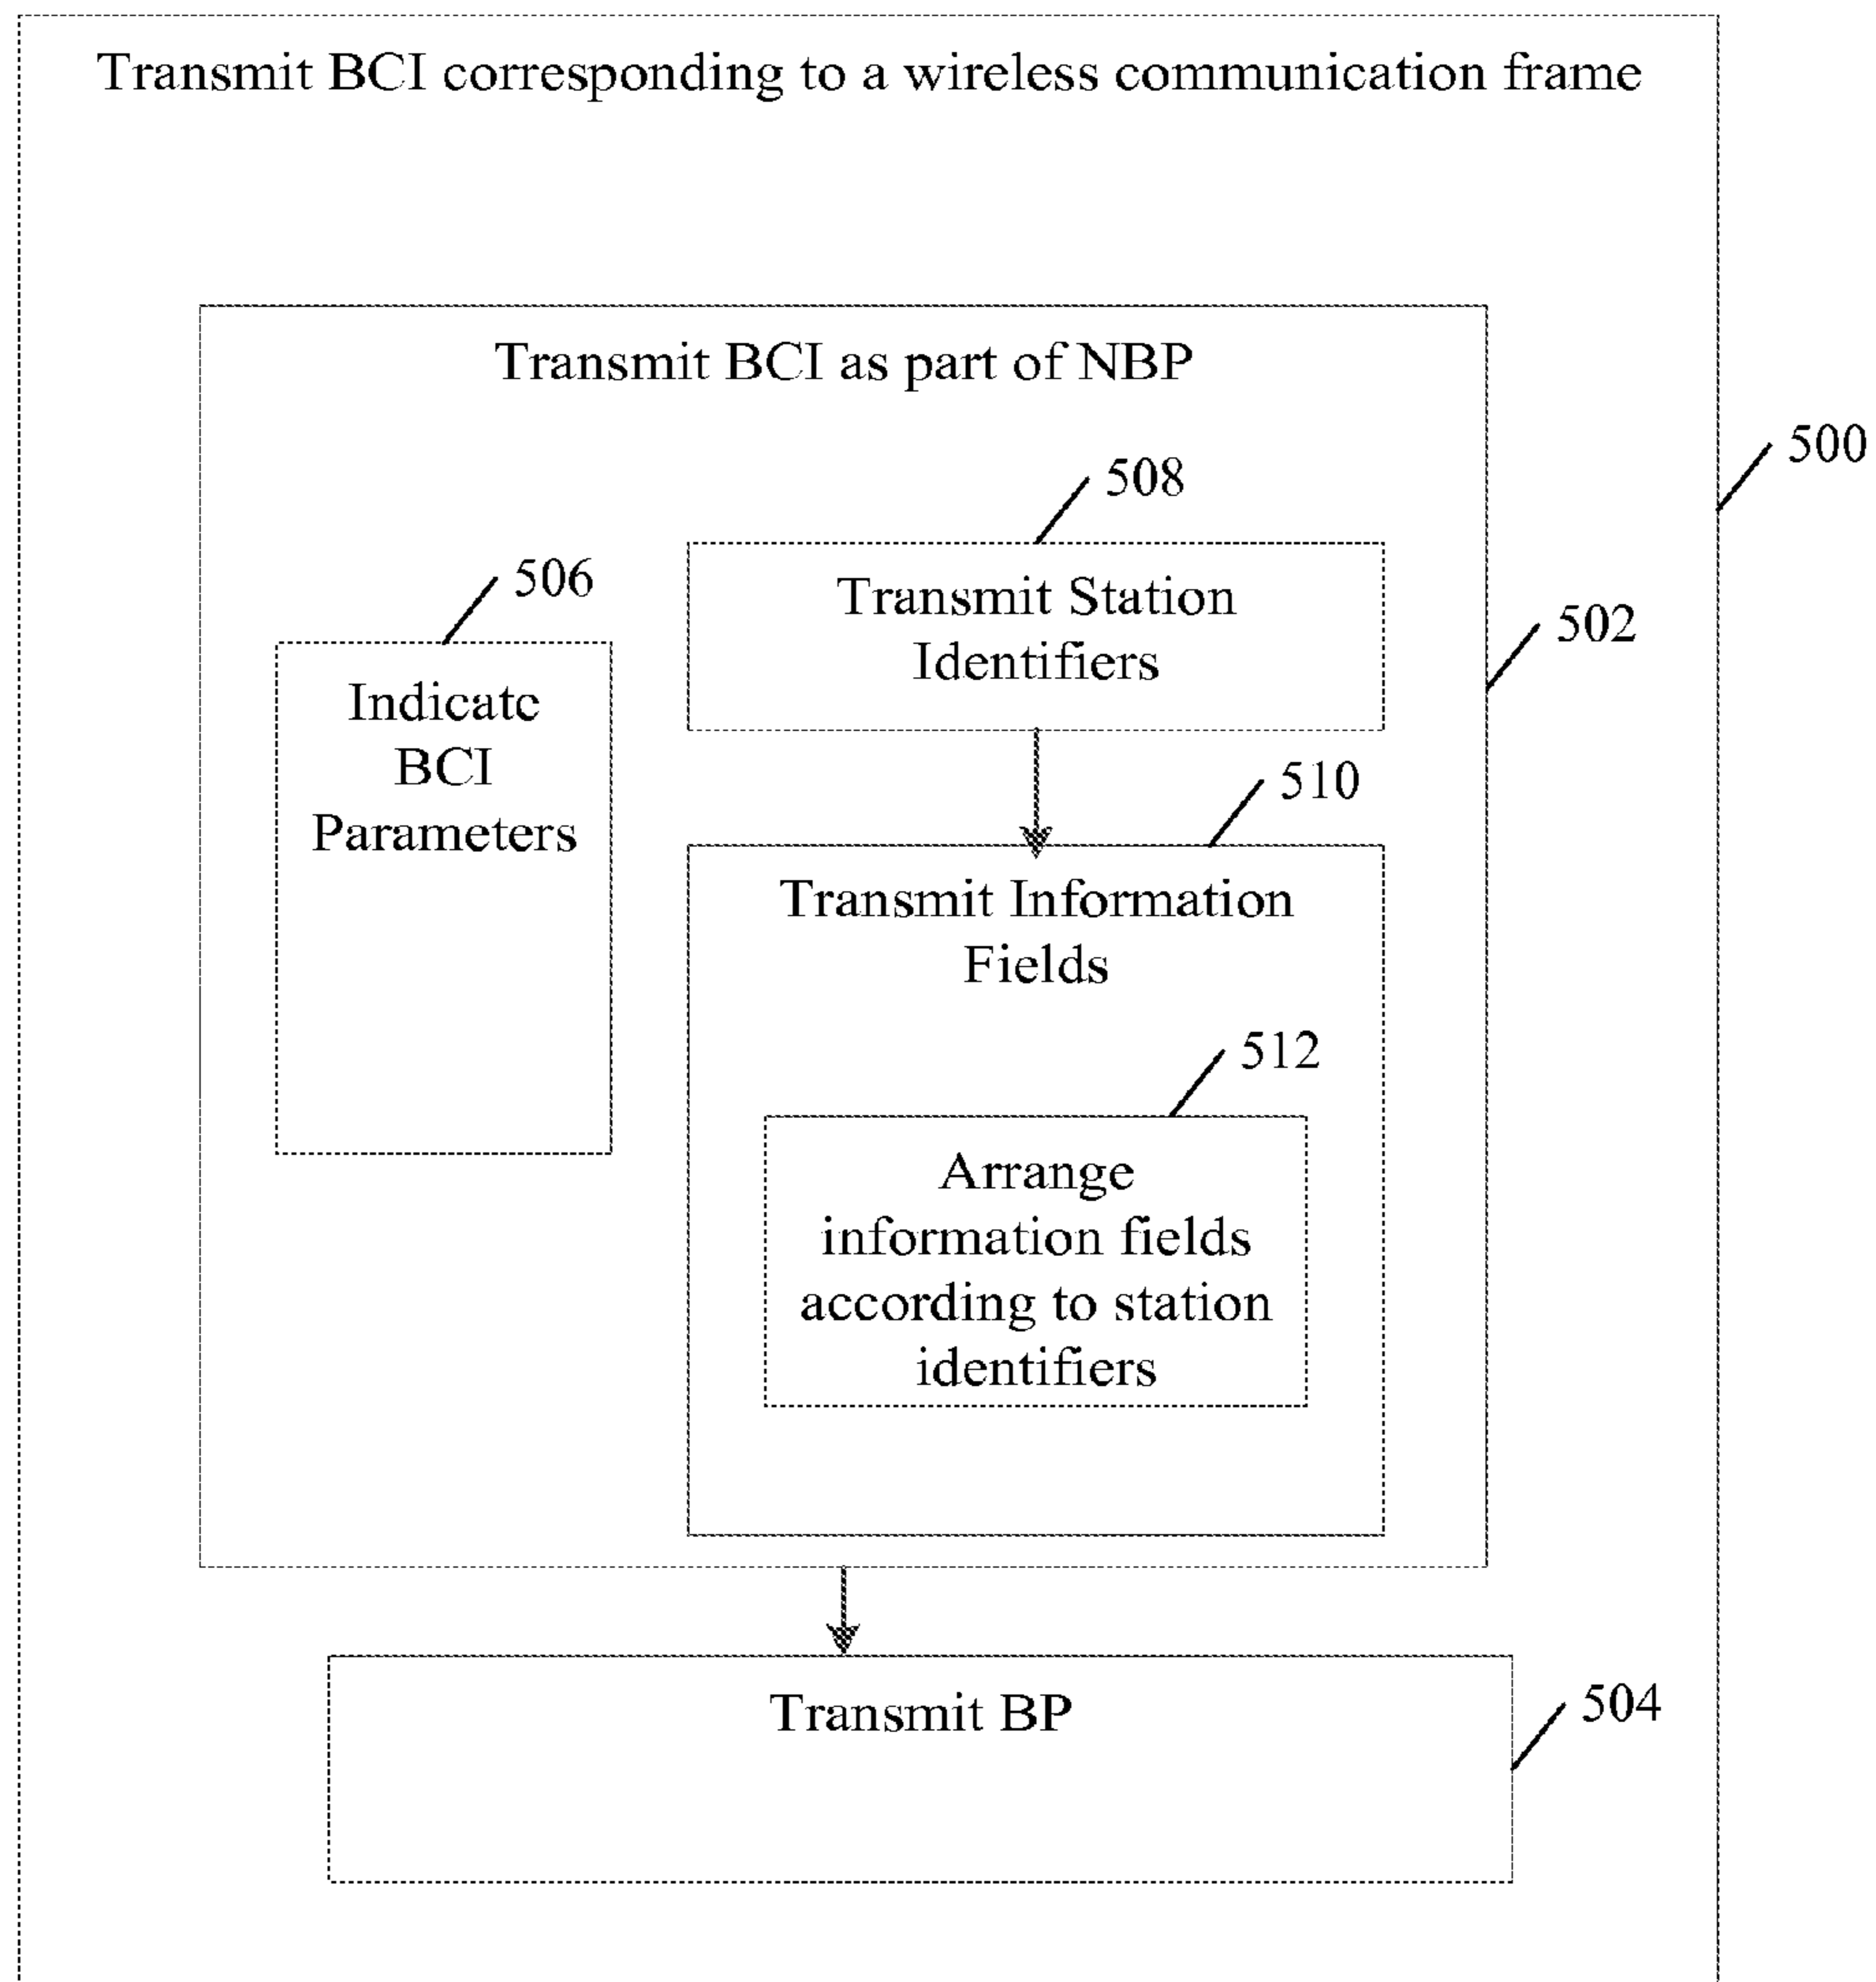 Transmit BCI corresponding to a wireless communication frame
500
Transmit BCI as part of NBP
502
508
Transmit Station
Identifiers
506
Indicate
BCI
Parameters
510
Transmit Information
Fields
512
Arrange
information fields
according to station
identifiers
Transmit BP
504